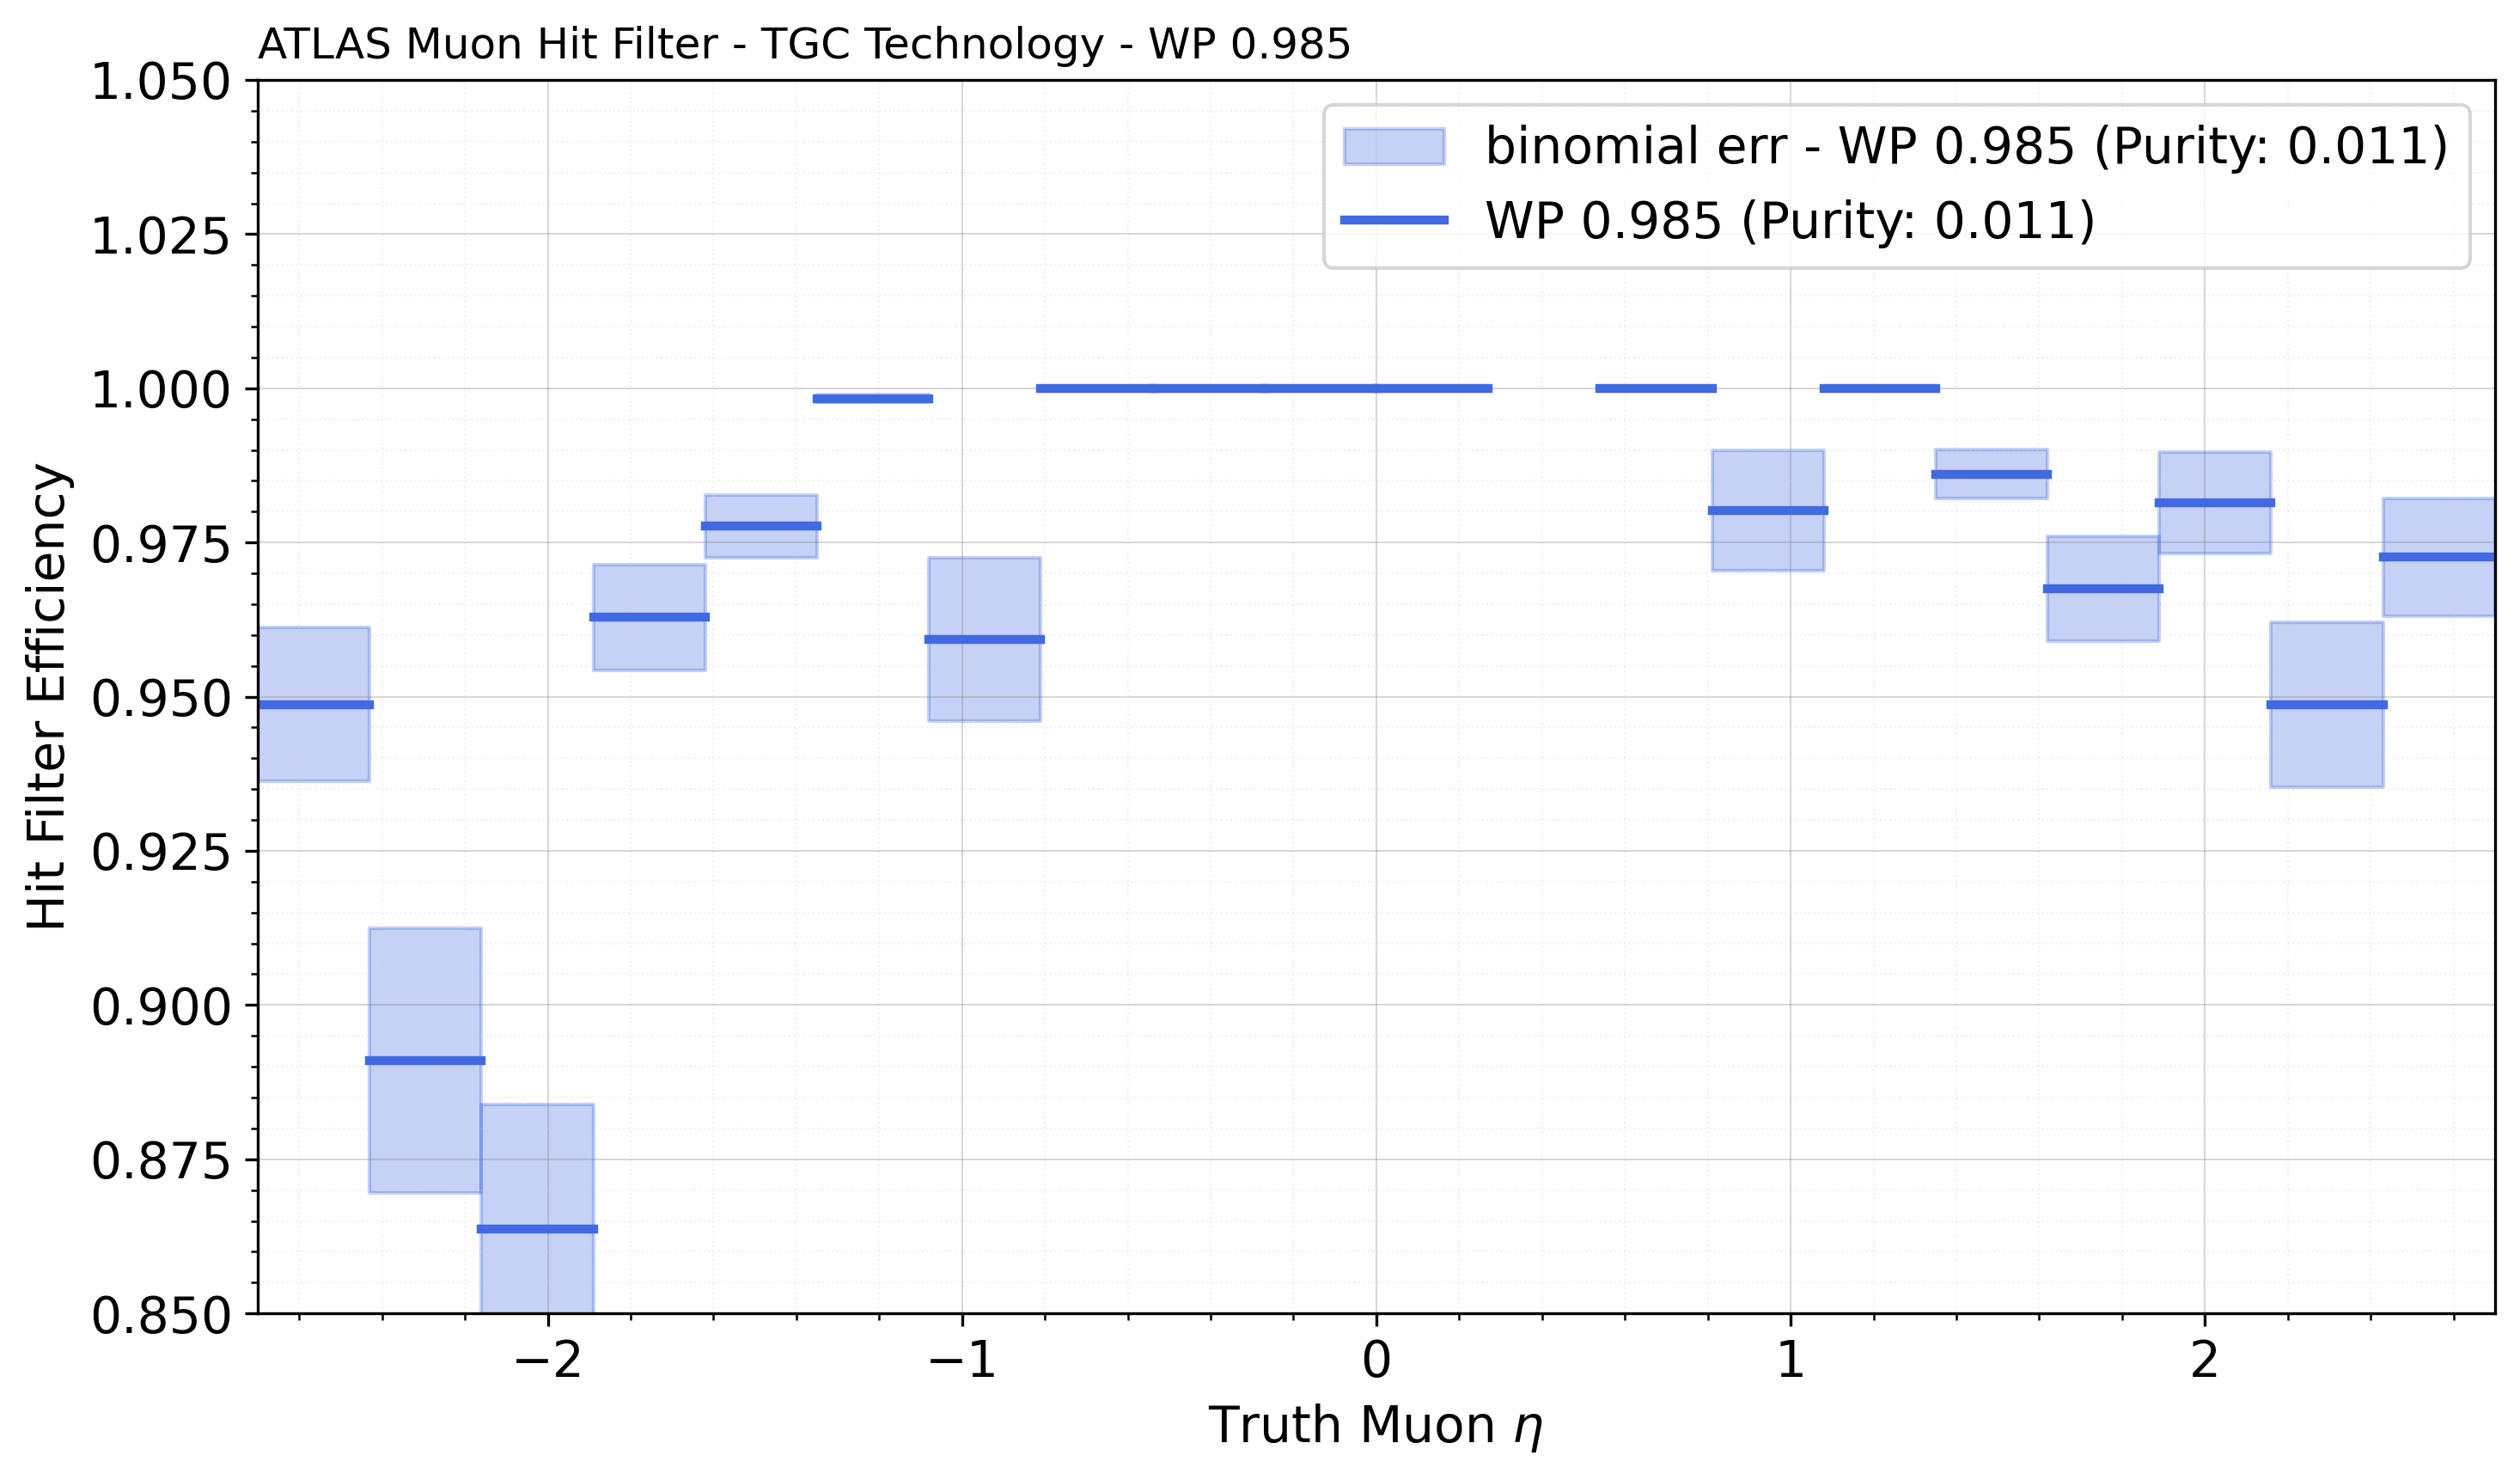 ATLAS Muon Hit Filter - TGC Technology - WP 0.985
1.050
1.025
1.000
0.975
0.950
0.925
0.900
0.875
0.850
Hit Filter Efficiency
binomial err - WP 0.985 (Purity: 0.011)
WP 0.985 (Purity: 0.011)
−2 −1 0 1 2
Truth Muon η